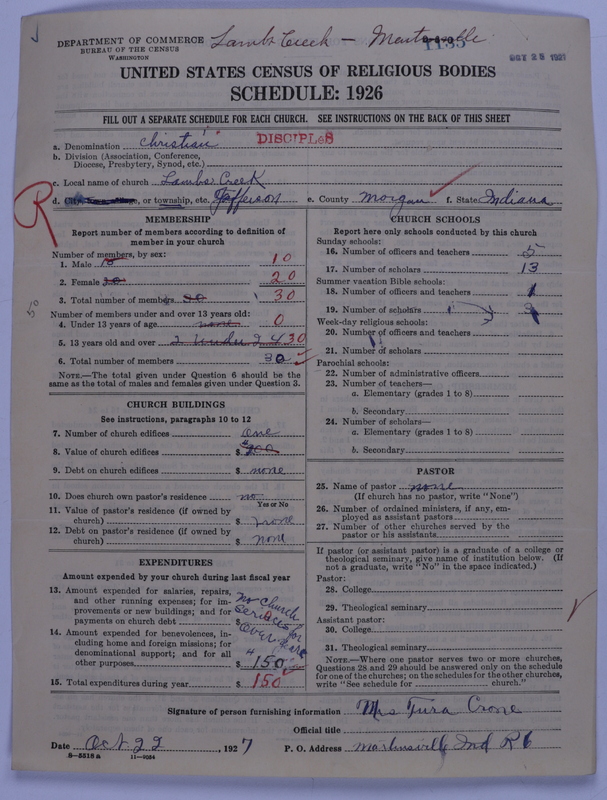 DEPARTMENT OF COMMERCE Lambs Creek —
BUREAU OF THE CENSUS
WASHINGTON
1135
OCT 25 1927
UNITED STATES CENSUS OF RELIGIOUS BODIES
SCHEDULE: 1926
FILL OUT A SEPARATE SCHEDULE FOR EACH CHURCH. SEE INSTRUCTIONS ON THE BACK OF THIS SHEET
a. Denomination Christian DISCIPLES
b. Division (Association, Conference,
Diocese, Presbytery, Synod, etc.)
c. Local name of church Lambs Creek
d. City, or township, etc. Jefferson e. County Morgan f. State Indiana
R
MEMBERSHIP
Report number of members according to definition of
member in your church
Number of members, by sex:
1. Male 10
2. Female 20
3. Total number of members 30
Number of members under and over 13 years old:
4. Under 13 years of age none 0
5. 13 years old and over 30
6. Total number of members 30
NOTE.—The total given under Question 6 should be the
same as the total of males and females given under Question 3.
CHURCH BUILDINGS
See instructions, paragraphs 10 to 12
7. Number of church edifices one
8. Value of church edifices $ 200
9. Debt on church edifices $ none
10. Does church own pastor's residence no
Yes or No
11. Value of pastor's residence (if owned by
church) $ none
12. Debt on pastor's residence (if owned by
church) $ none
EXPENDITURES
Amount expended by your church during last fiscal year
13. Amount expended for salaries, repairs,
and other running expenses; for im-
provements or new buildings; and for
payments on church debt $
no Church
Services for
over year
14. Amount expended for benevolences, in-
cluding home and foreign missions; for
denominational support; and for all
other purposes $ 150
15. Total expenditures during year $ 150
CHURCH SCHOOLS
Report here only schools conducted by this church
Sunday schools:
16. Number of officers and teachers 5
17. Number of scholars 13
Summer vacation Bible schools:
18. Number of officers and teachers
19. Number of scholars
Week-day religious schools:
20. Number of officers and teachers
21. Number of scholars
Parochial schools:
22. Number of administrative officers
23. Number of teachers—
a. Elementary (grades 1 to 8)
b. Secondary
24. Number of scholars—
a. Elementary (grades 1 to 8)
b. Secondary
PASTOR
25. Name of pastor none
(If church has no pastor, write "None")
26. Number of ordained ministers, if any, em-
ployed as assistant pastors
27. Number of other churches served by the
pastor or his assistants
If pastor (or assistant pastor) is a graduate of a college or
theological seminary, give name of institution below. (If
not a graduate, write "No" in the space indicated.)
Pastor:
28. College
29. Theological seminary
Assistant pastor:
30. College
31. Theological seminary
NOTE.—Where one pastor serves two or more churches,
Questions 28 and 29 should be answered only on the schedule
for one of the churches; on the schedules for the other churches,
write "See schedule for church."
Signature of person furnishing information Mrs Tura Crone
Official title
Date Oct 22, 1927 P. O. Address Martinsville Ind R 6
8—5518 a 11—9054